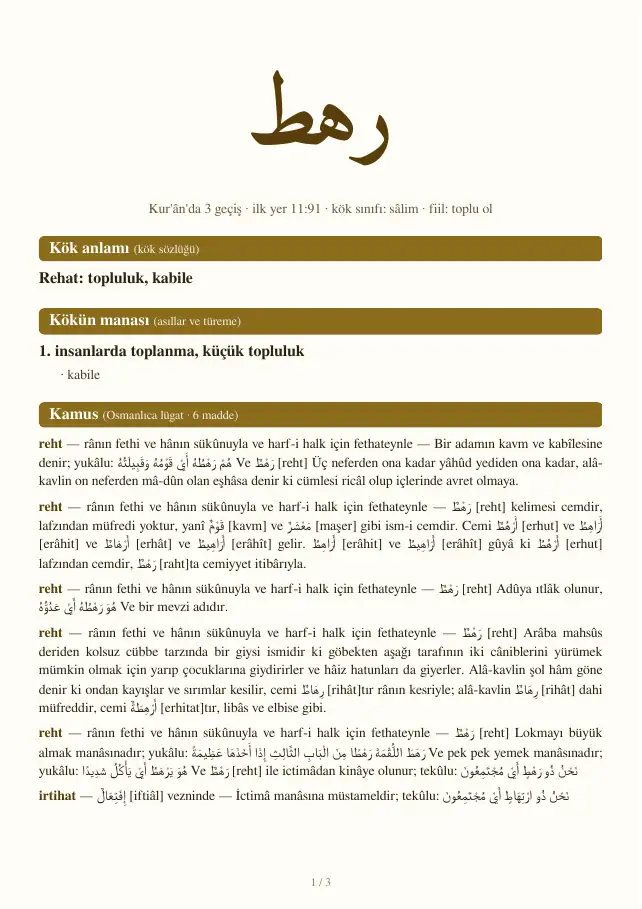 رهط
Kur'ân'da 3 geçiş · ilk yer 11:91 · kök sınıfı: sâlim · fiil: toplu ol
Kök anlamı (kök sözlüğü)
Rehat: topluluk, kabile
Kökün manası (asıllar ve türeme)
1. insanlarda toplanma, küçük topluluk
· kabile
Kamus (Osmanlıca lügat · 6 madde)
reht — rânın fethi ve hânın sükûnuyla ve harf-i halk için fethateynle — Bir adamın kavm ve kabîlesine
denir; yukâlu: هُمْ رَهْطُهُ أَيْ قَوْمُهُ وَقَبِيلَتُهُ Ve رَهْطٌ [reht] Üç neferden ona kadar yâhûd yediden ona kadar, alâ-
kavlin on neferden mâ-dûn olan eşhâsa denir ki cümlesi ricâl olup içlerinde avret olmaya.
reht — rânın fethi ve hânın sükûnuyla ve harf-i halk için fethateynle — رَهْطٌ [reht] kelimesi cemdir,
lafzından müfredi yoktur, yanî قَوْمٌ [kavm] ve مَعْشَرٌ [maşer] gibi ism-i cemdir. Cemi أَرْهُطٌ [erhut] ve أَرَاهِطُ
[erâhit] ve أَرْهَاطٌ [erhât] ve أَرَاهِيطُ [erâhît] gelir. أَرَاهِطُ [erâhit] ve أَرَاهِيطُ [erâhît] gûyâ ki أَرْهُطٌ [erhut]
lafzından cemdir, رَهْطٌ [raht]ta cemiyyet itibârıyla.
reht — rânın fethi ve hânın sükûnuyla ve harf-i halk için fethateynle — رَهْطٌ [reht] Adûya ıtlâk olunur,
هُوَ رَهْطُهُ أَيْ عَدُوُّهُ Ve bir mevzi adıdır.
reht — rânın fethi ve hânın sükûnuyla ve harf-i halk için fethateynle — رَهْطٌ [reht] Arâba mahsûs
deriden kolsuz cübbe tarzında bir giysi ismidir ki göbekten aşağı tarafının iki câniblerini yürümek
mümkin olmak için yarıp çocuklarına giydirirler ve hâiz hatunları da giyerler. Alâ-kavlin şol hâm göne
denir ki ondan kayışlar ve sırımlar kesilir, cemi رِهَاطٌ [rihât]tır rânın kesriyle; alâ-kavlin رِهَاطٌ [rihât] dahi
müfreddir, cemi أَرْهِطَةٌ [erhitat]tır, libâs ve elbise gibi.
reht — rânın fethi ve hânın sükûnuyla ve harf-i halk için fethateynle — رَهْطٌ [reht] Lokmayı büyük
almak manâsınadır; yukâlu: رَهَطَ اللُّقْمَةَ رَهْطًا مِنَ الْبَابِ الثَّالِثِ إِذَا أَخَذَهَا عَظِيمَةً Ve pek pek yemek manâsınadır;
yukâlu: هُوَ يَرْهَطُ أَيْ يَأْكُلُ شَدِيدًا Ve رَهْطٌ [reht] ile ictimâdan kinâye olunur; tekûlu: نَحْنُ ذُو رَهْطٍ أَيْ مُجْتَمِعُونَ
irtihat — إِفْتِعَالٌ [iftiâl] vezninde — İctimâ manâsına müstameldir; tekûlu: نَحْنُ ذُو ارْتِهَاطٍ أَيْ مُجْتَمِعُونَ
1 / 3